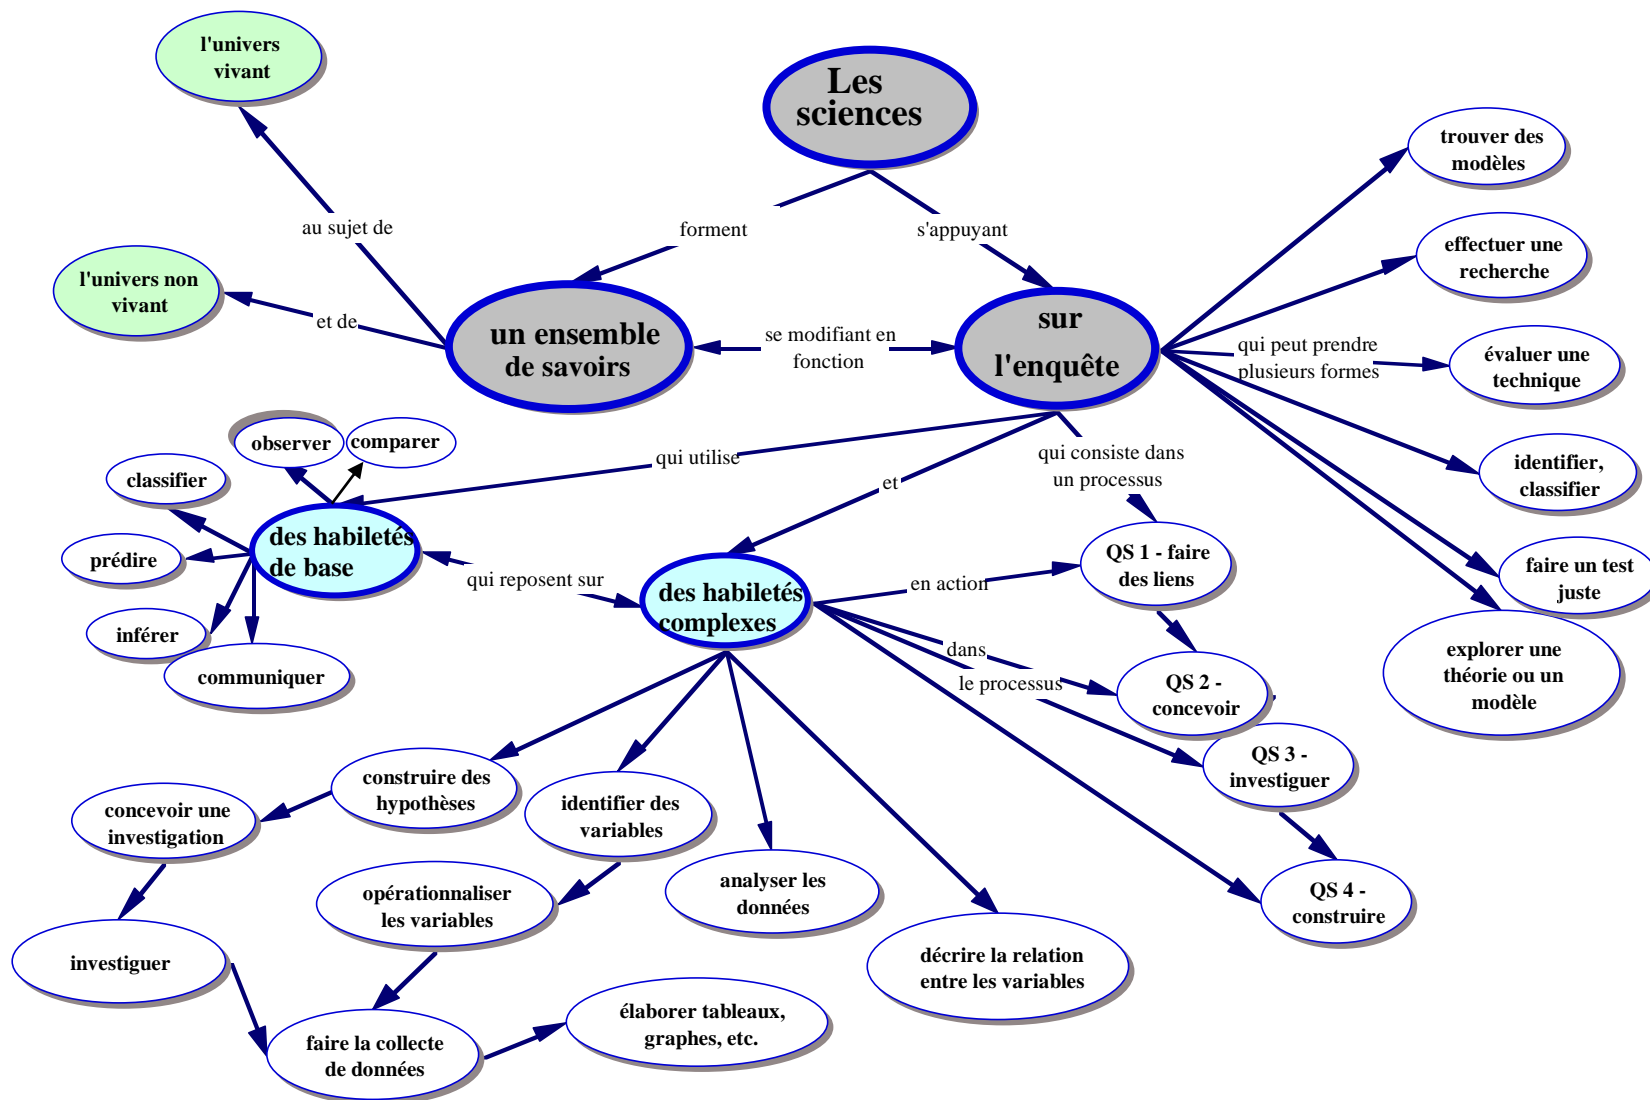 l'univers
vivant
Les
sciences
trouver des
modèles
au sujet de
forment
s'appuyant
effectuer une
recherche
l'univers non
vivant
et de
un ensemble
de savoirs
se modifiant en
fonction
sur
l'enquête
qui peut prendre
plusieurs formes
évaluer une
technique
observer
comparer
classifier
qui utilise
et
qui consiste dans
un processus
identifier,
classifier
des habiletés
de base
prédire
inférer
communiquer
qui reposent sur
des habiletés
complexes
en action
QS 1 - faire
des liens
faire un test
juste
dans
le processus
QS 2 -
concevoir
explorer une
théorie ou un
modèle
QS 3 -
investiguer
construire des
hypothèses
identifier des
variables
concevoir une
investigation
opérationnaliser
les variables
analyser les
données
QS 4 -
construire
investiguer
décrire la relation
entre les variables
faire la collecte
de données
élaborer tableaux,
graphes, etc.